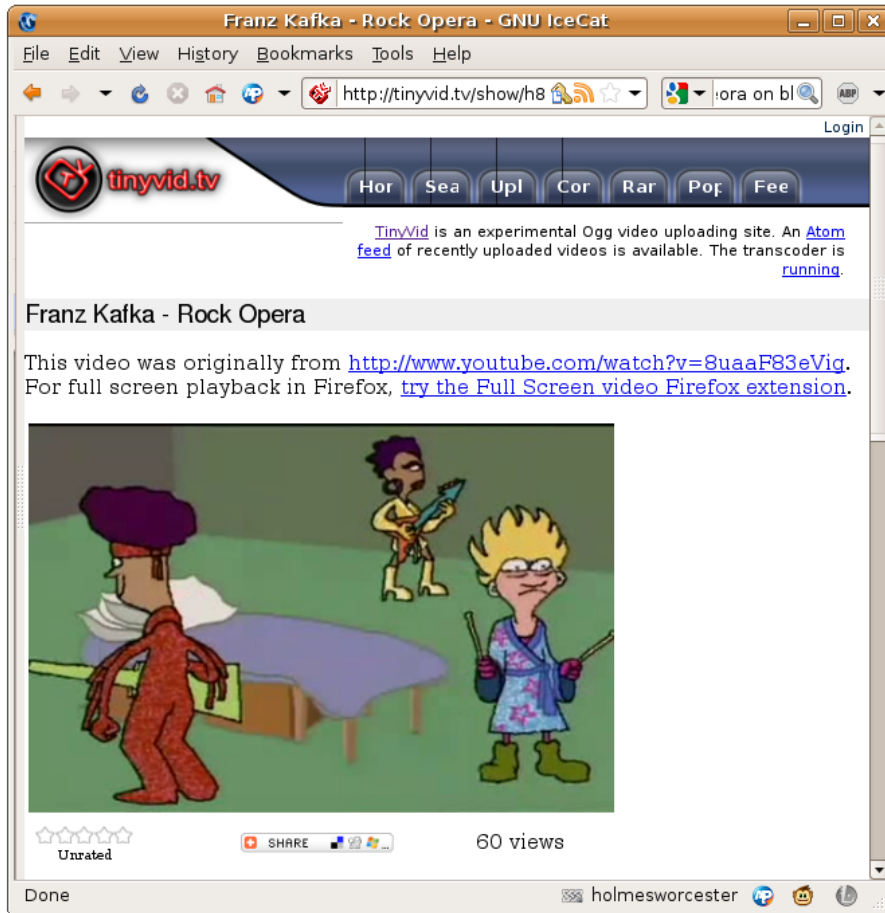 Franz Kafka - Rock Opera - GNU IceCat
File Edit View History Bookmarks Tools Help
http://tinyvid.tv/show/h8 ora on bl ABP
Login
tinyvid.tv
Hor Sea Upl Cor Rar Pop Fee
TinyVid is an experimental Ogg video uploading site. An Atom
feed of recently uploaded videos is available. The transcoder is
running.
Franz Kafka - Rock Opera
This video was originally from http://www.youtube.com/watch?v=8uaaF83eVig.
For full screen playback in Firefox, try the Full Screen video Firefox extension.
Unrated
SHARE ...
60 views
Done holmesworcester